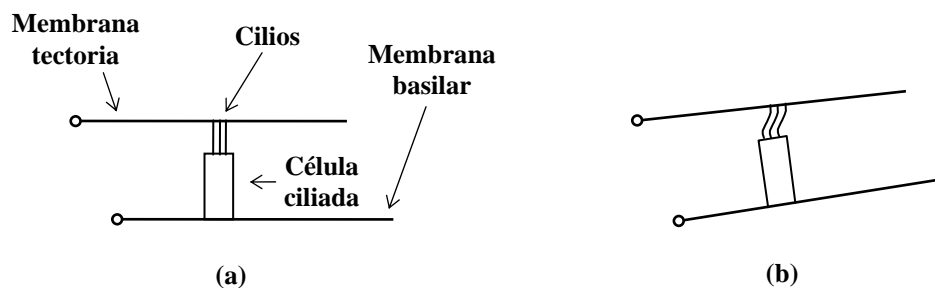 Membrana
tectoria
Cilios
Membrana
basilar
Célula
ciliada
(a)
(b)